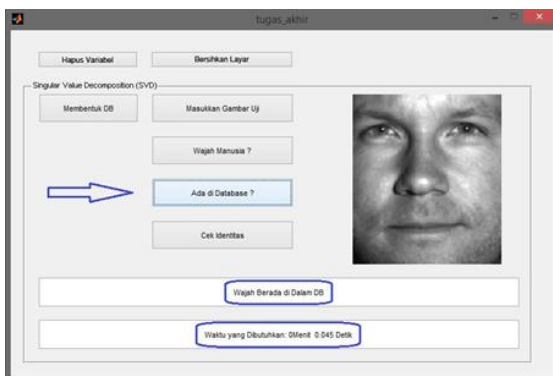 tugas_akhir
Hapus Variabel
Bersihkan Layar
Singular Value Decomposition (SVD)
Membentuk DB
Masukkan Gambar Uji
Wajah Manusia ?
Ada di Database ?
Cek Identitas
Wajah Berada di Dalam DB
Waktu yang Dibutuhkan: 0Menit 0.045 Detik